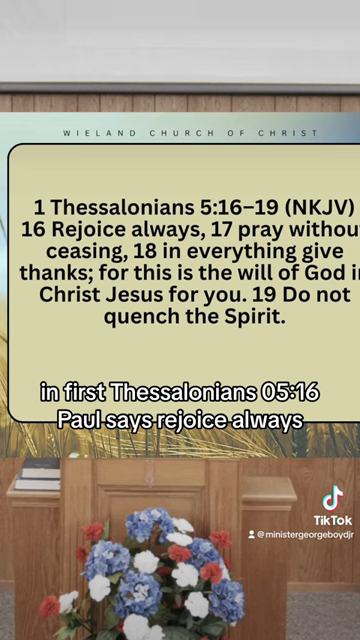 WIELAND CHURCH OF CHRIST
1 Thessalonians 5:16–19 (NKJV)
16 Rejoice always, 17 pray without
ceasing, 18 in everything give
thanks; for this is the will of God in
Christ Jesus for you. 19 Do not
quench the Spirit.
in first Thessalonians 05:16
Paul says rejoice always
TikTok
@ministergeorgeboydjr
TikTok